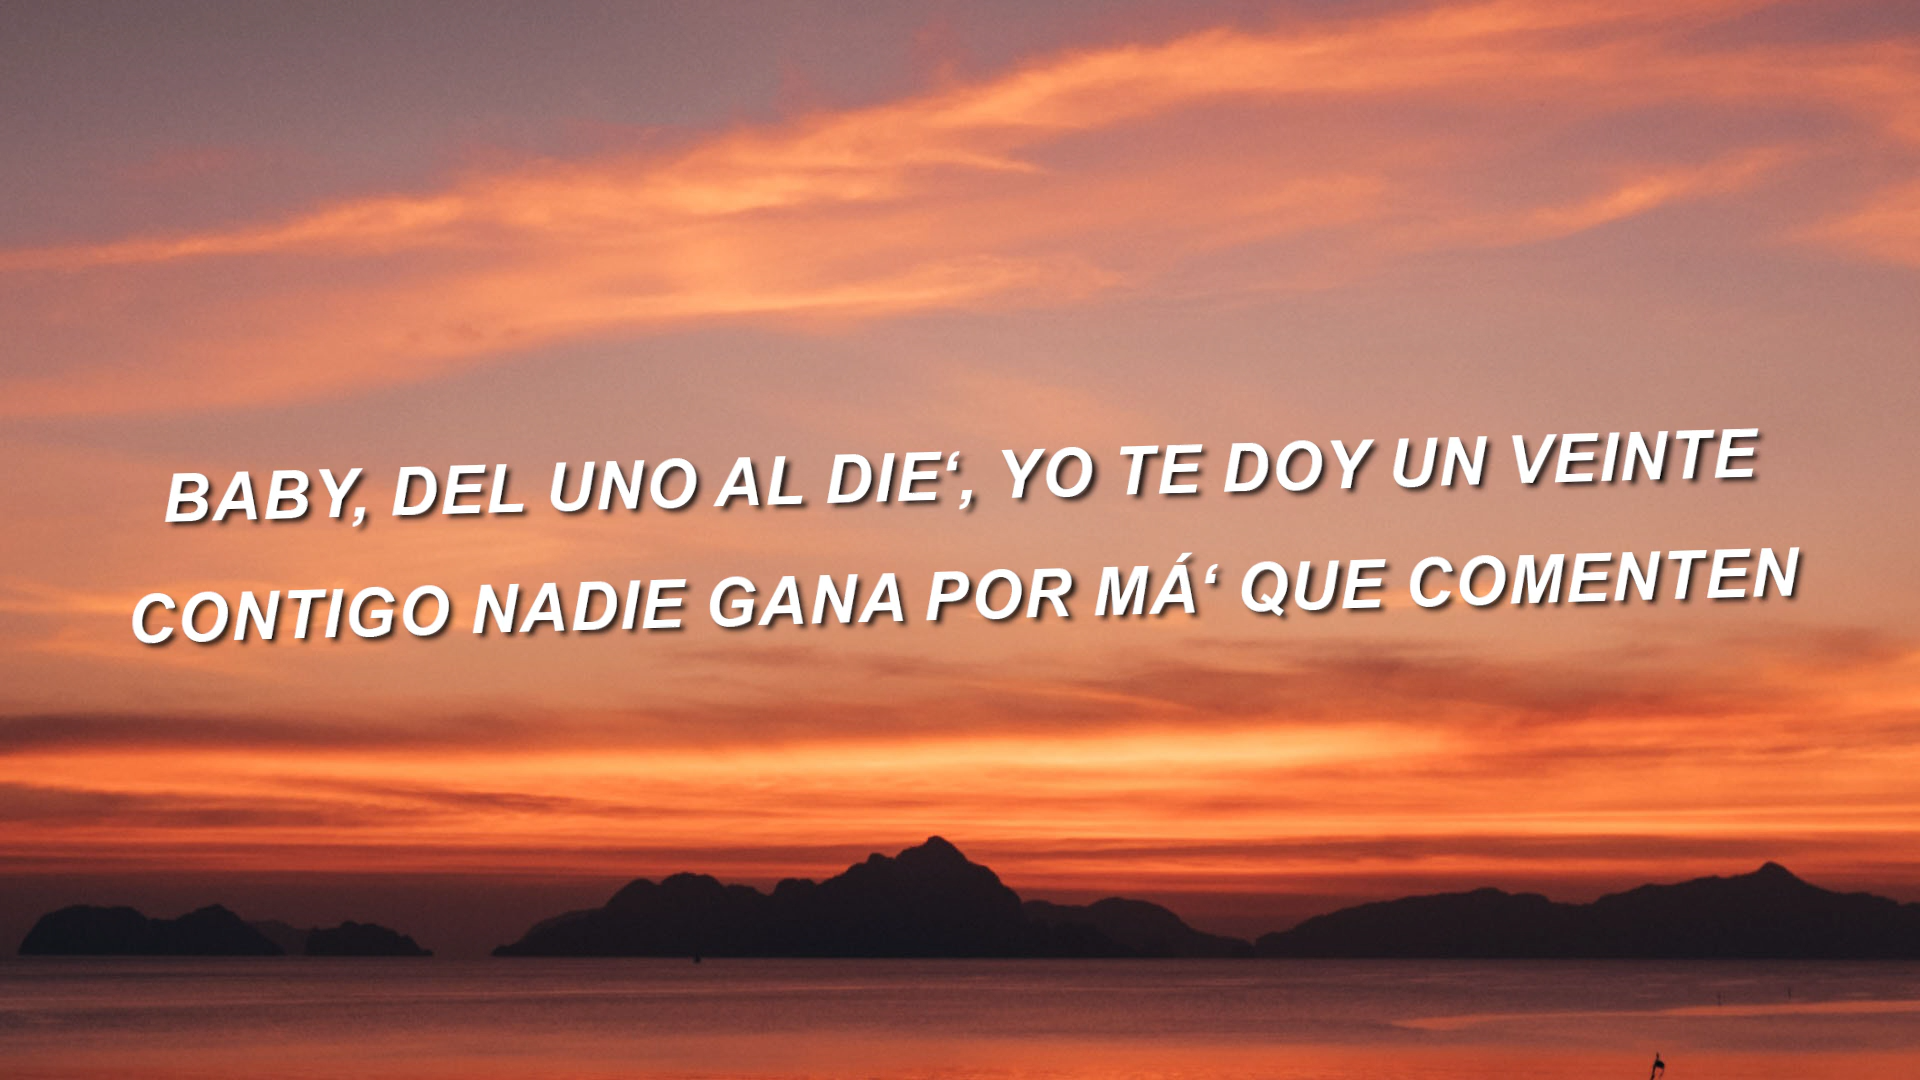 BABY, DEL UNO AL DIE‘, YO TE DOY UN VEINTE
CONTIGO NADIE GANA POR MÁ‘ QUE COMENTEN